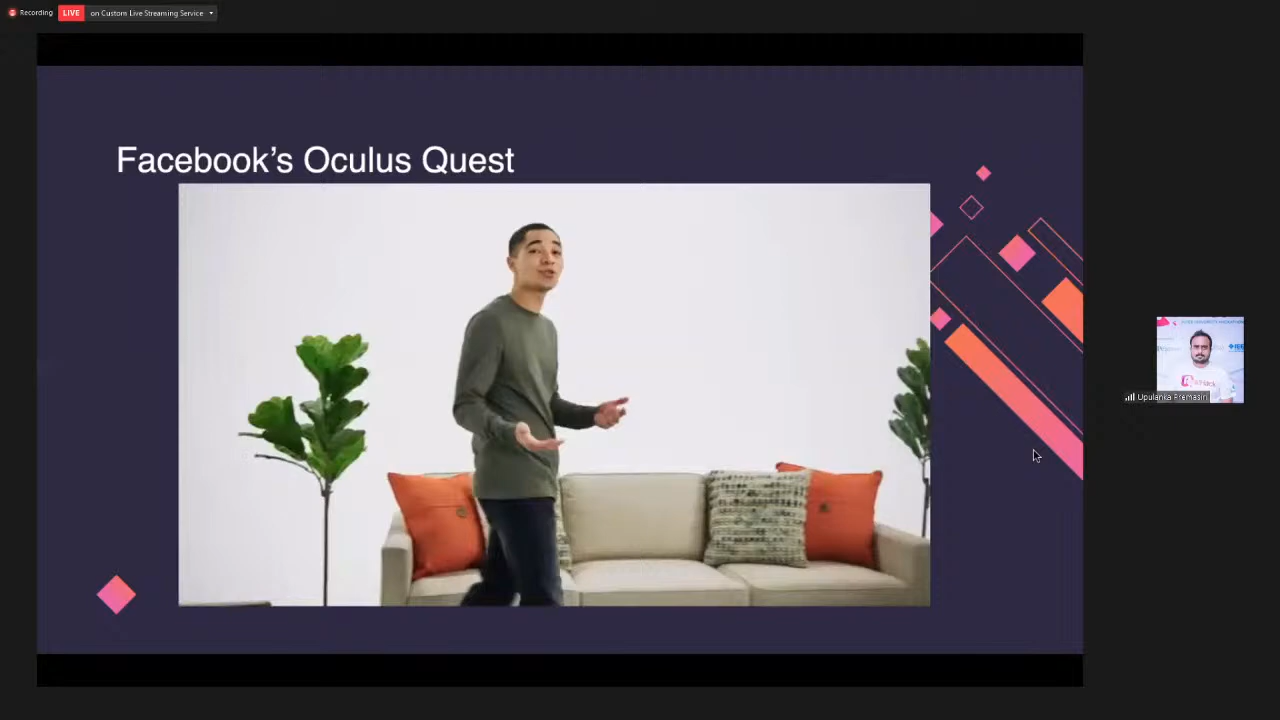 Recording
LIVE on Custom Live Streaming Service
Facebook's Oculus Quest
Upulanka Premasiri